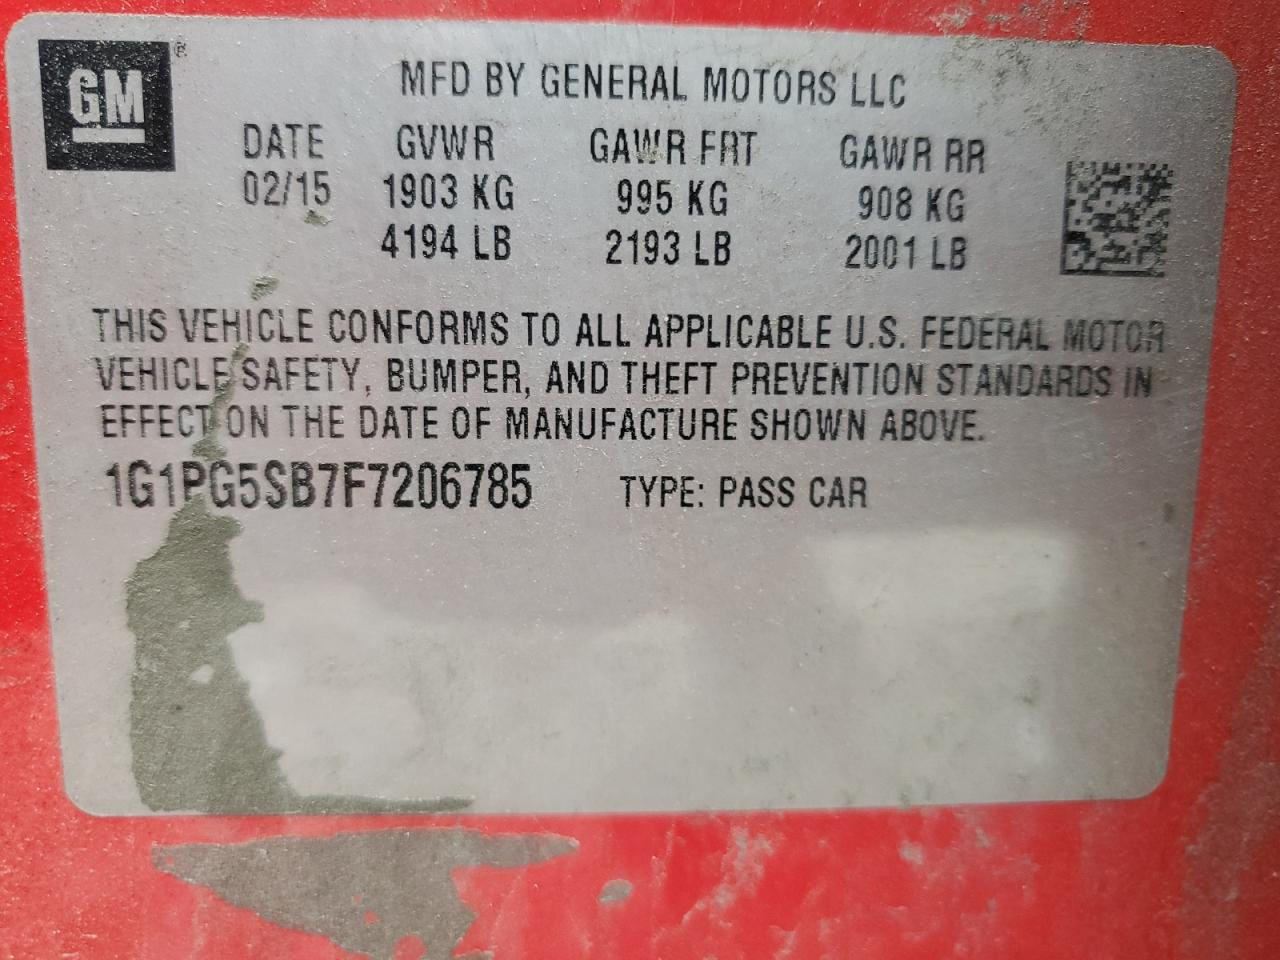 GM ®
MFD BY GENERAL MOTORS LLC
DATE GVWR GAWR FRT GAWR RR
02/15 1903 KG 995 KG 908 KG
4194 LB 2193 LB 2001 LB
THIS VEHICLE CONFORMS TO ALL APPLICABLE U.S. FEDERAL MOTOR
VEHICLE SAFETY, BUMPER, AND THEFT PREVENTION STANDARDS IN
EFFECT ON THE DATE OF MANUFACTURE SHOWN ABOVE.
1G1PG5SB7F7206785 TYPE: PASS CAR